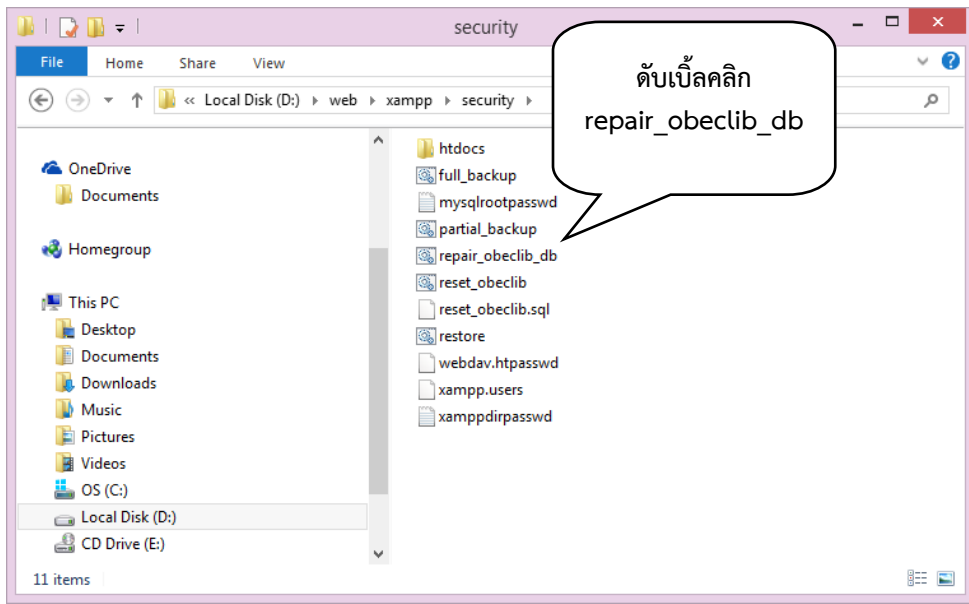 security
File Home Share View
« Local Disk (D:) web xampp security
ดับเบิ้ลคลิก
repair_obeclib_db
OneDrive
Documents
Homegroup
This PC
Desktop
Documents
Downloads
Music
Pictures
Videos
OS (C:)
Local Disk (D:)
CD Drive (E:)
htdocs
full_backup
mysqlrootpasswd
partial_backup
repair_obeclib_db
reset_obeclib
reset_obeclib.sql
restore
webdav.htpasswd
xampp.users
xamppdirpasswd
11 items